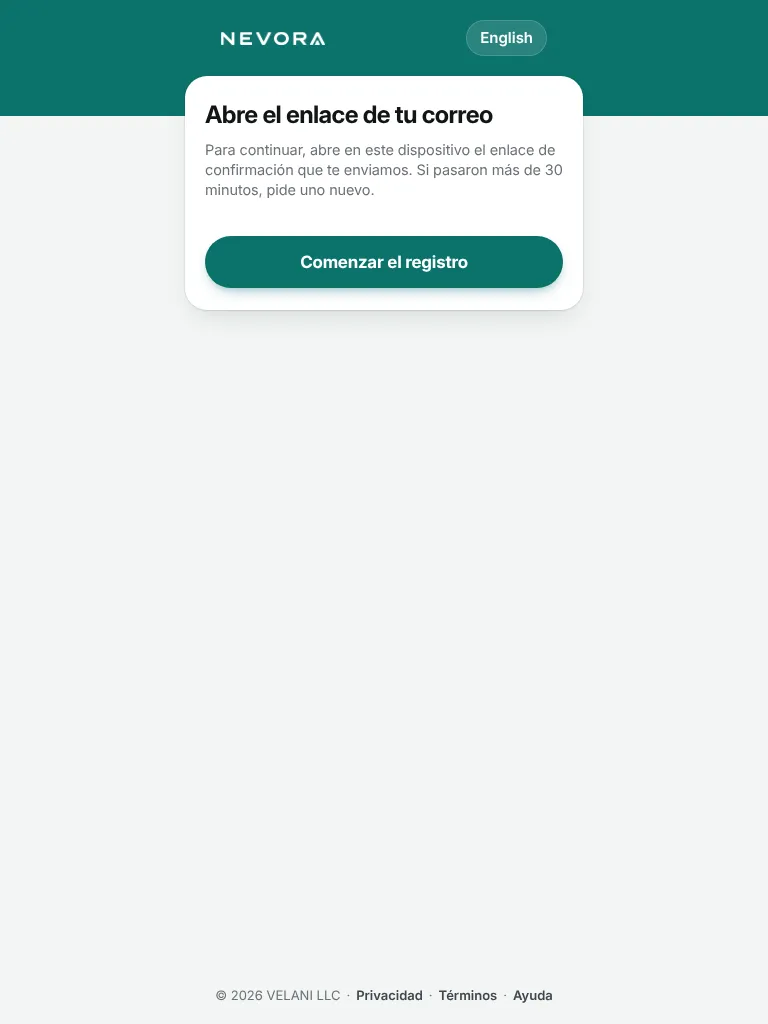 NEVORA
English
Abre el enlace de tu correo
Para continuar, abre en este dispositivo el enlace de
confirmación que te enviamos. Si pasaron más de 30
minutos, pide uno nuevo.
Comenzar el registro
© 2026 VELANI LLC · Privacidad · Términos · Ayuda